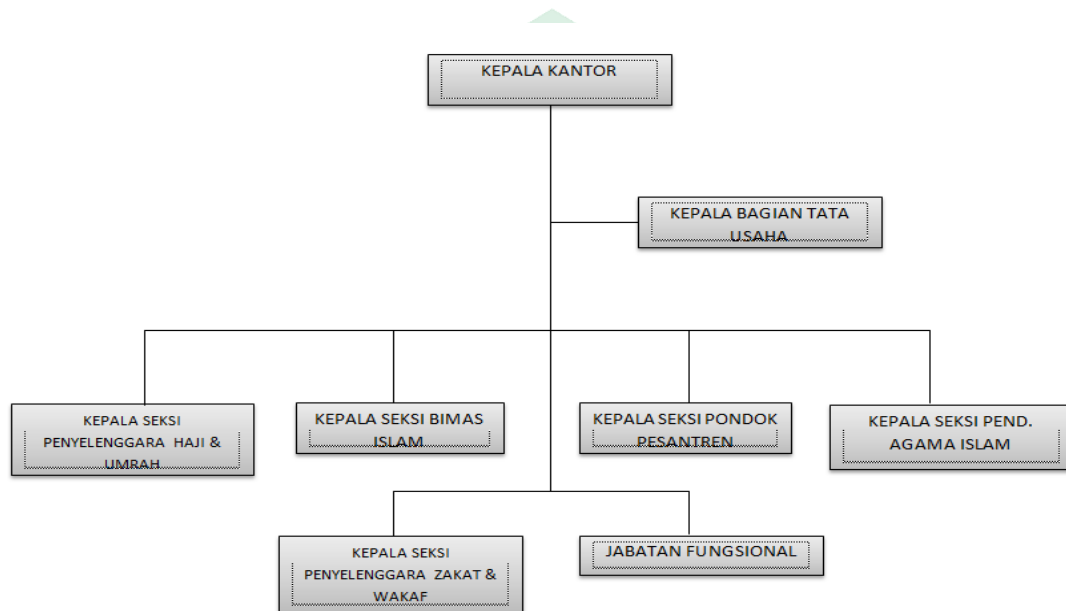 KEPALA KANTOR
KEPALA BAGIAN TATA
USAHA
KEPALA SEKSI
PENYELENGGARA HAJI &
UMRAH
KEPALA SEKSI BIMAS
ISLAM
KEPALA SEKSI PONDOK
PESANTREN
KEPALA SEKSI PEND.
AGAMA ISLAM
KEPALA SEKSI
PENYELENGGARA ZAKAT &
WAKAF
JABATAN FUNGSIONAL